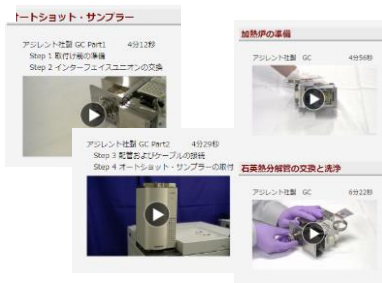 オートショット・サンプラー
アジレント社製 GC Part1 4分12秒
Step 1 取付け前の準備
Step 2 インターフェイスユニオンの交換
アジレント社製 GC Part2 4分29秒
Step 3 配管およびケーブルの接続
Step 4 オートショット・サンプラーの取付
加熱炉の準備
アジレント社製 GC 4分56秒
石英熱分解管の交換と洗浄
アジレント社製 GC 6分22秒